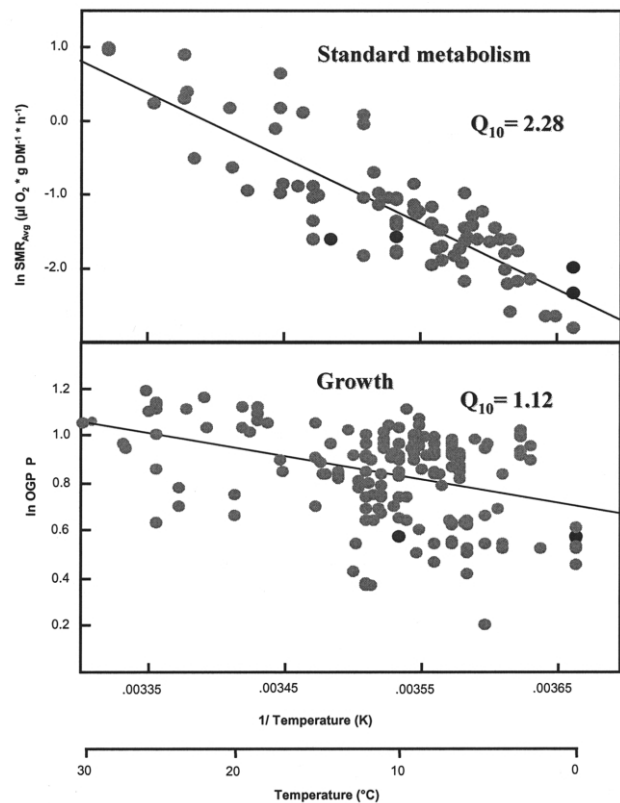 1.0
0.0
-1.0
-2.0
ln SMR_Avg (µl O₂ * g DM⁻¹ * h⁻¹)
Standard metabolism
Q₁₀= 2.28
1.2
1.0
0.8
0.6
0.4
0.2
ln OGP P
Growth
Q₁₀= 1.12
.00335 .00345 .00355 .00365
1/ Temperature (K)
30 20 10 0
Temperature (°C)